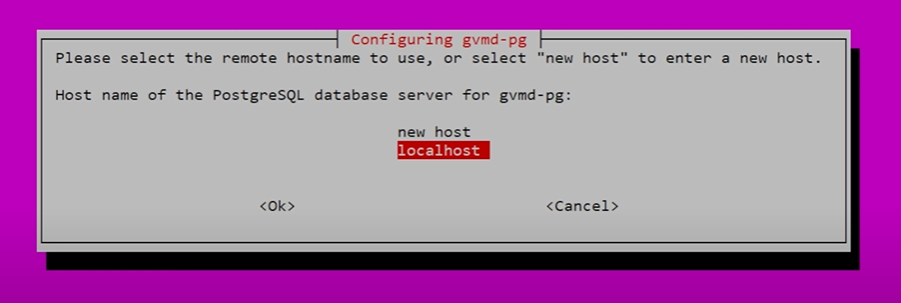 Configuring gvmd-pg
Please select the remote hostname to use, or select "new host" to enter a new host.
Host name of the PostgreSQL database server for gvmd-pg:
new host
localhost
<Ok> <Cancel>